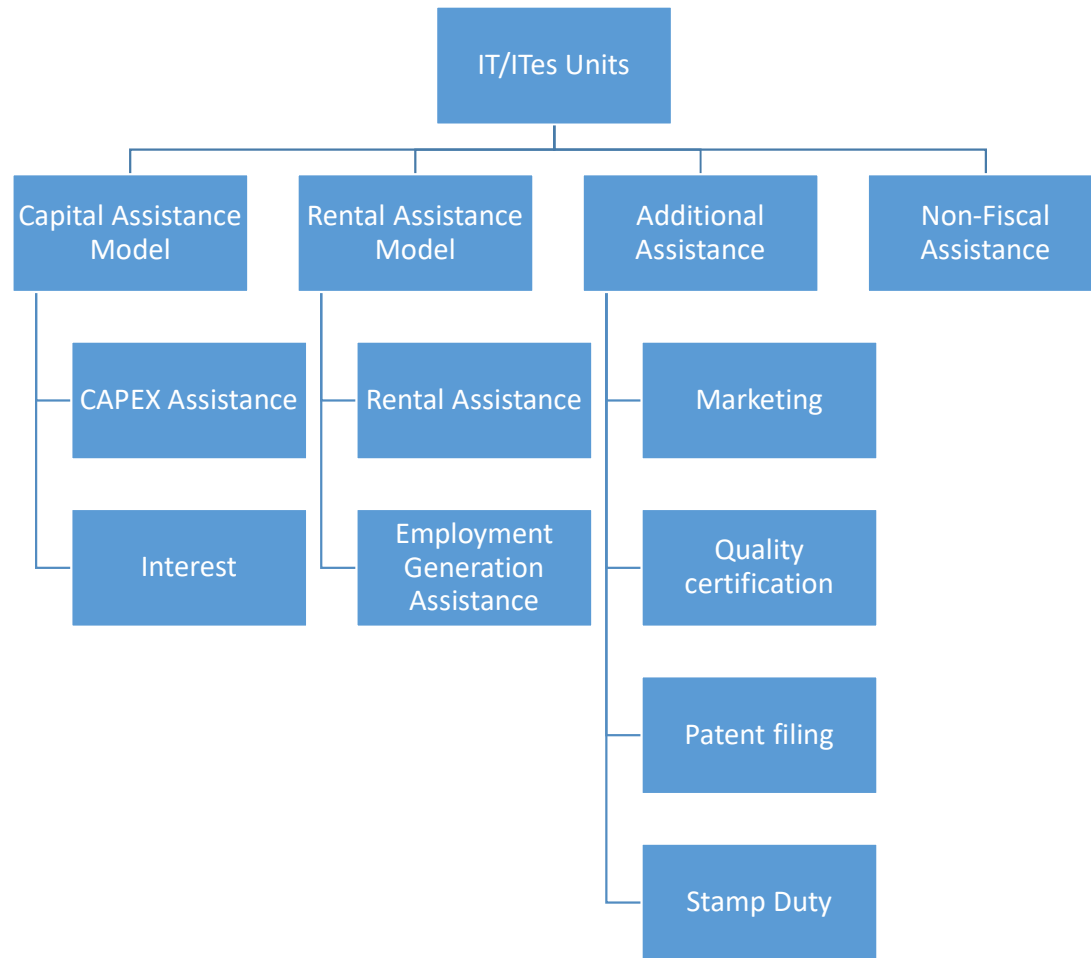 IT/ITes Units
Capital Assistance
Model
Rental Assistance
Model
Additional
Assistance
Non-Fiscal
Assistance
CAPEX Assistance
Interest
Rental Assistance
Employment
Generation
Assistance
Marketing
Quality
certification
Patent filing
Stamp Duty